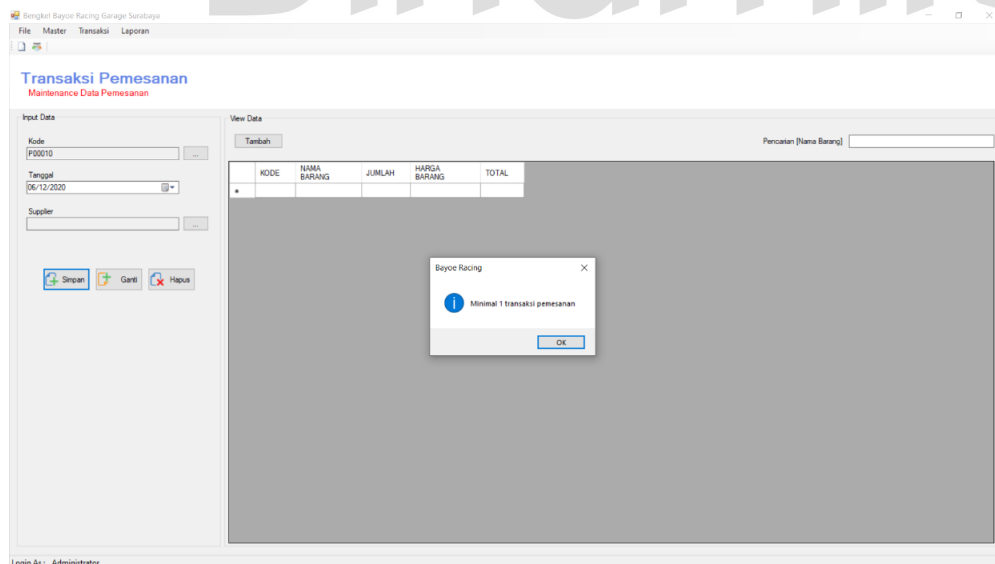 Bengkel Bayoe Racing Garage Surabaya
File Master Transaksi Laporan
Transaksi Pemesanan
Maintenance Data Pemesanan
Input Data
Kode
P00010
...
Tanggal
06/12/2020
Supplier
...
Simpan Ganti Hapus
View Data
Tambah
Pencarian [Nama Barang]
KODE NAMA BARANG JUMLAH HARGA BARANG TOTAL
*
Bayoe Racing
Minimal 1 transaksi pemesanan
OK
Login As : Administrator